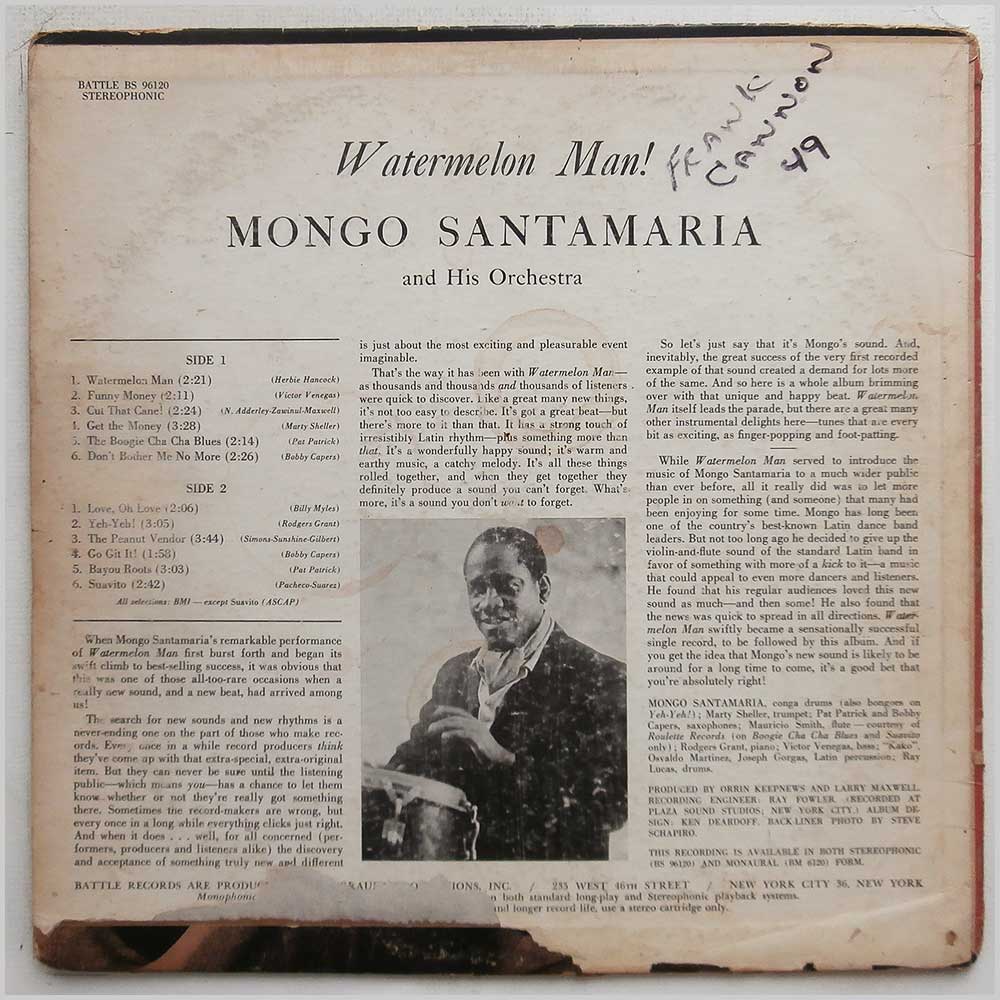 BATTLE BS 96120
STEREOPHONIC
FRANK
CANNON
49
Watermelon Man!
MONGO SANTAMARIA
and His Orchestra
SIDE 1
1. Watermelon Man (2:21) (Herbie Hancock)
2. Funny Money (2:11) (Victor Venegas)
3. Cut That Cane! (2:24) (N. Adderley-Zawinul-Maxwell)
4. Get the Money (3:28) (Marty Sheller)
5. The Boogie Cha Cha Blues (2:14) (Pat Patrick)
6. Don't Bother Me No More (2:26) (Bobby Capers)
SIDE 2
1. Love, Oh Love (2:06) (Billy Myles)
2. Yeh-Yeh! (3:05) (Rodgers Grant)
3. The Peanut Vendor (3:44) (Simons-Sunshine-Gilbert)
4. Go Git It! (1:58) (Bobby Capers)
5. Bayou Roots (3:03) (Pat Patrick)
6. Suavito (2:42) (Pacheco-Suarez)
All selections: BMI — except Suavito (ASCAP)
When Mongo Santamaria's remarkable performance
of Watermelon Man first burst forth and began its
swift climb to best-selling success, it was obvious that
this was one of those all-too-rare occasions when a
really new sound, and a new beat, had arrived among
us!
The search for new sounds and new rhythms is a
never-ending one on the part of those who make rec-
ords. Every once in a while record producers think
they've come up with that extra-special, extra-original
item. But they can never be sure until the listening
public—which means you—has a chance to let them
know whether or not they're really got something
there. Sometimes the record-makers are wrong, but
every once in a long while everything clicks just right.
And when it does . . . well, for all concerned (per-
formers, producers and listeners alike) the discovery
and acceptance of something truly new and different
is just about the most exciting and pleasurable event
imaginable.
That's the way it has been with Watermelon Man—
as thousands and thousands and thousands of listeners
were quick to discover. Like a great many new things,
it's not too easy to describe. It's got a great beat—but
there's more to it than that. It has a strong touch of
irresistibly Latin rhythm—plus something more than
that. It's a wonderfully happy sound; it's warm and
earthy music, a catchy melody. It's all these things
rolled together, and when they get together they
definitely produce a sound you can't forget. What's
more, it's a sound you don't want to forget.
So let's just say that it's Mongo's sound. And,
inevitably, the great success of the very first recorded
example of that sound created a demand for lots more
of the same. And so here is a whole album brimming
over with that unique and happy beat. Watermelon
Man itself leads the parade, but there are a great many
other instrumental delights here—tunes that are every
bit as exciting, as finger-popping and foot-patting.
While Watermelon Man served to introduce the
music of Mongo Santamaria to a much wider public
than ever before, all it really did was to let more
people in on something (and someone) that many had
been enjoying for some time. Mongo has long been
one of the country's best-known Latin dance band
leaders. But not too long ago he decided to give up the
violin-and-flute sound of the standard Latin band in
favor of something with more of a kick to it—a music
that could appeal to even more dancers and listeners.
He found that his regular audiences loved this new
sound as much—and then some! He also found that
the news was quick to spread in all directions. Water-
melon Man swiftly became a sensationally successful
single record, to be followed by this album. And if
you get the idea that Mongo's new sound is likely to be
around for a long time to come, it's a good bet that
you're absolutely right!
MONGO SANTAMARIA, conga drums (also bongoes on
Yeh-Yeh!); Marty Sheller, trumpet; Pat Patrick and Bobby
Capers, saxophones; Mauricio Smith, flute — courtesy of
Roulette Records (on Boogie Cha Cha Blues and Suavito
only); Rodgers Grant, piano; Victor Venegas, bass; "Kako",
Osvaldo Martinez, Joseph Gorgas, Latin percussion; Ray
Lucas, drums.
PRODUCED BY ORRIN KEEPNEWS AND LARRY MAXWELL.
RECORDING ENGINEER: RAY FOWLER (RECORDED AT
PLAZA SOUND STUDIOS; NEW YORK CITY) ALBUM DE-
SIGN: KEN DEARDOFF. BACK-LINER PHOTO BY STEVE
SCHAPIRO.
THIS RECORDING IS AVAILABLE IN BOTH STEREOPHONIC
(BS 96120) AND MONAURAL (BM 6120) FORM.
BATTLE RECORDS ARE IONS, INC. / 235 WEST 46TH STREET / NEW YORK CITY 36, NEW YORK
Monophonic both standard long-play and Stereophonic playback systems.
and longer record life, use a stereo cartridge only.